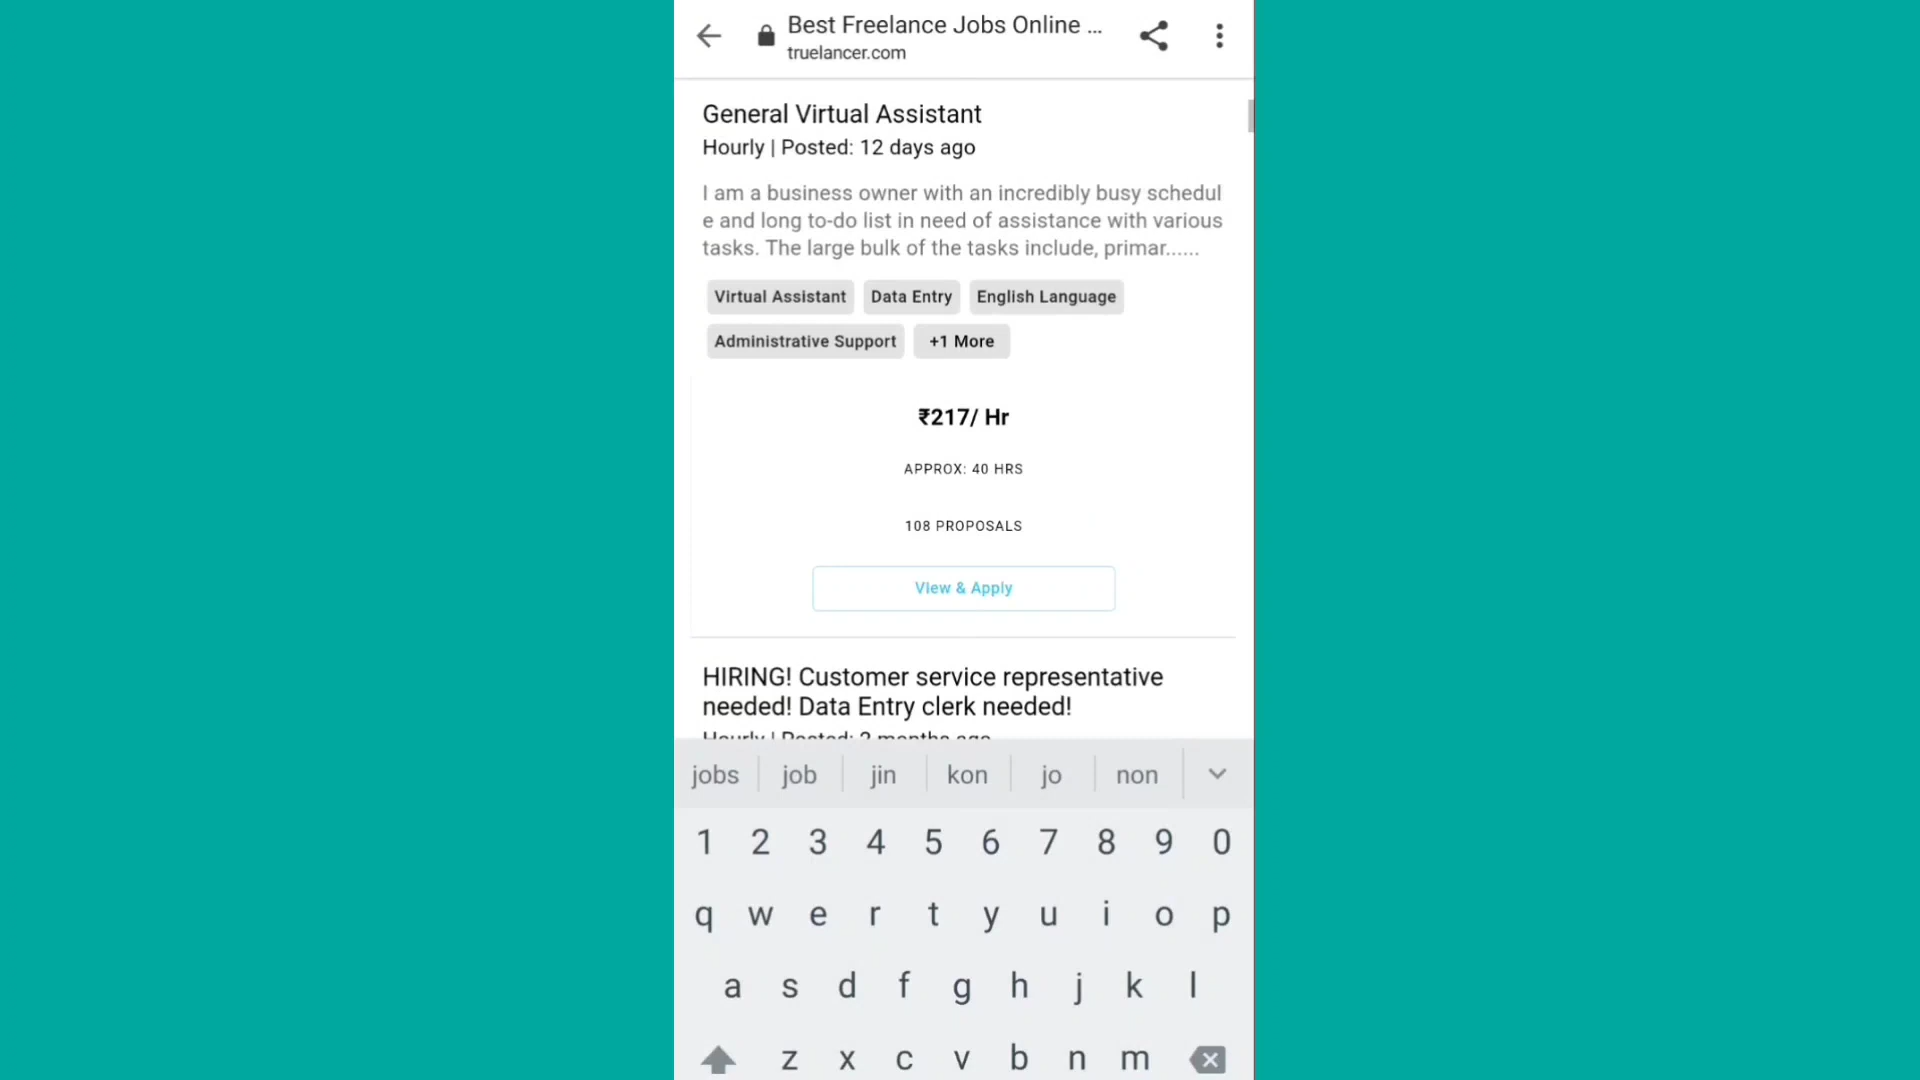 Best Freelance Jobs Online ...
truelancer.com
General Virtual Assistant
Hourly | Posted: 12 days ago
I am a business owner with an incredibly busy schedul
e and long to-do list in need of assistance with various
tasks. The large bulk of the tasks include, primar......
Virtual Assistant Data Entry English Language
Administrative Support +1 More
₹217/ Hr
APPROX: 40 HRS
108 PROPOSALS
View & Apply
HIRING! Customer service representative
needed! Data Entry clerk needed!
Hourly | Posted: 2 months ago
jobs job jin kon jo non
1 2 3 4 5 6 7 8 9 0
q w e r t y u i o p
a s d f g h j k l
z x c v b n m